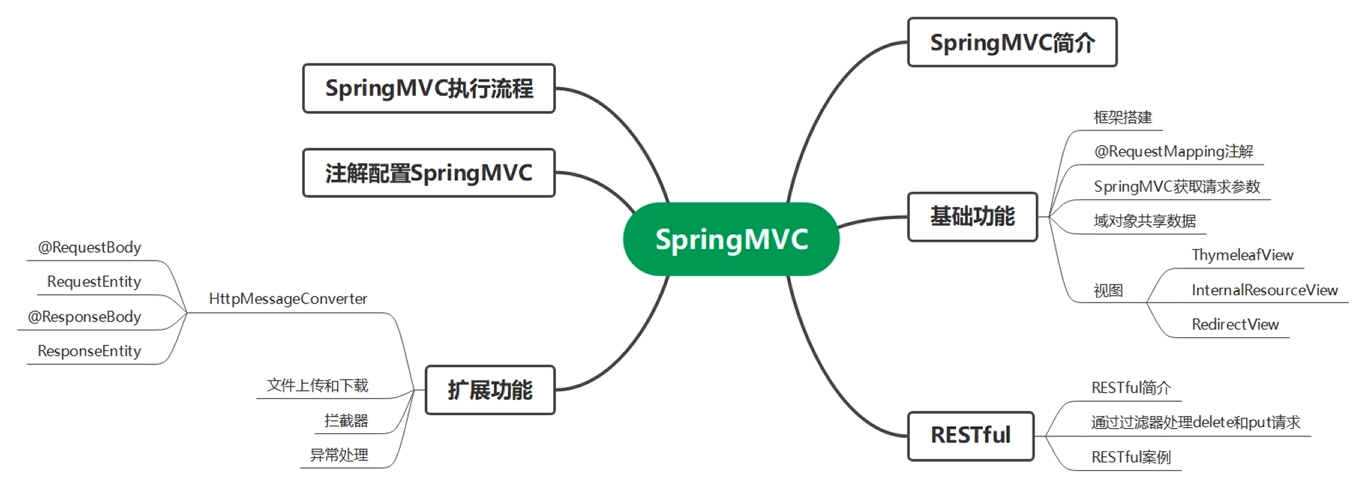 SpringMVC
SpringMVC简介
基础功能
框架搭建
@RequestMapping注解
SpringMVC获取请求参数
域对象共享数据
视图
ThymeleafView
InternalResourceView
RedirectView
RESTful
RESTful简介
通过过滤器处理delete和put请求
RESTful案例
SpringMVC执行流程
注解配置SpringMVC
扩展功能
HttpMessageConverter
@RequestBody
RequestEntity
@ResponseBody
ResponseEntity
文件上传和下载
拦截器
异常处理